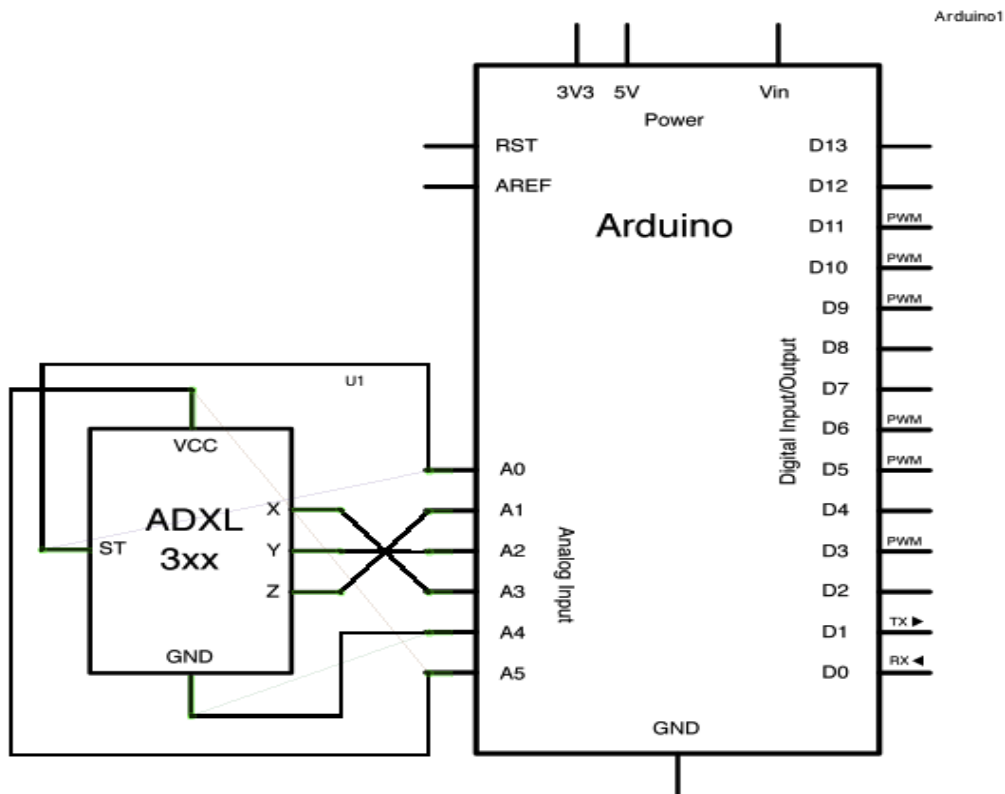 Arduino1
3V3 5V Vin
Power
RST D13
AREF D12
Arduino
D11 PWM
D10 PWM
D9 PWM
D8
D7
D6 PWM
D5 PWM
D4
D3 PWM
D2
D1 TX ▶
D0 RX ◀
Digital Input/Output
U1
VCC
ADXL
3xx
ST
X
Y
Z
GND
A0
A1
A2
A3
A4
A5
Analog Input
GND